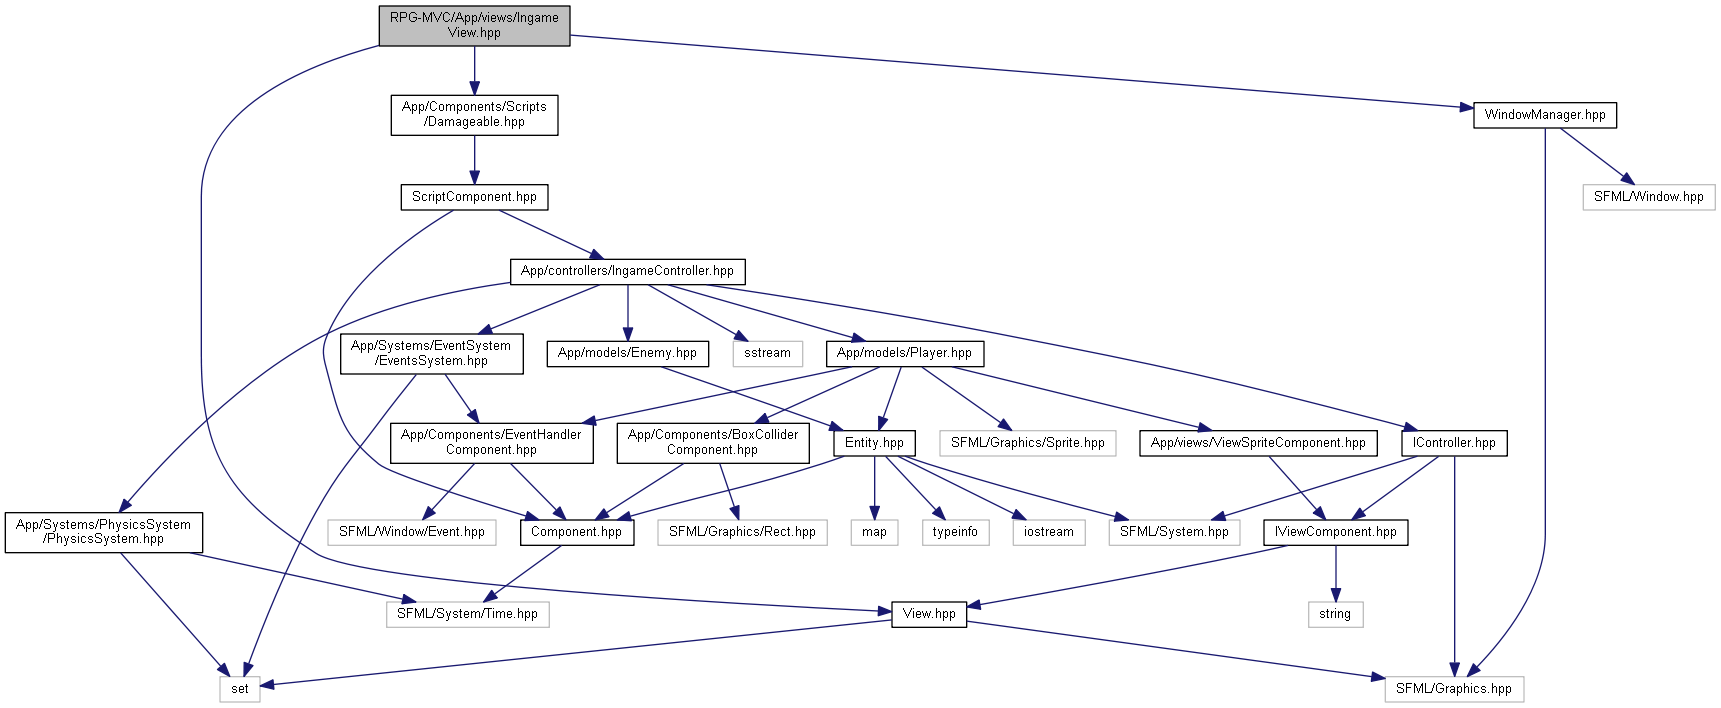 RPG-MVC/App/views/Ingame
View.hpp
App/Components/Scripts
/Damageable.hpp
WindowManager.hpp
ScriptComponent.hpp
SFML/Window.hpp
App/controllers/IngameController.hpp
App/Systems/EventSystem
/EventsSystem.hpp
App/models/Enemy.hpp
sstream
App/models/Player.hpp
App/Components/EventHandler
Component.hpp
App/Components/BoxCollider
Component.hpp
Entity.hpp
SFML/Graphics/Sprite.hpp
App/views/ViewSpriteComponent.hpp
IController.hpp
App/Systems/PhysicsSystem
/PhysicsSystem.hpp
SFML/Window/Event.hpp
Component.hpp
SFML/Graphics/Rect.hpp
map
typeinfo
iostream
SFML/System.hpp
IViewComponent.hpp
SFML/System/Time.hpp
View.hpp
string
set
SFML/Graphics.hpp